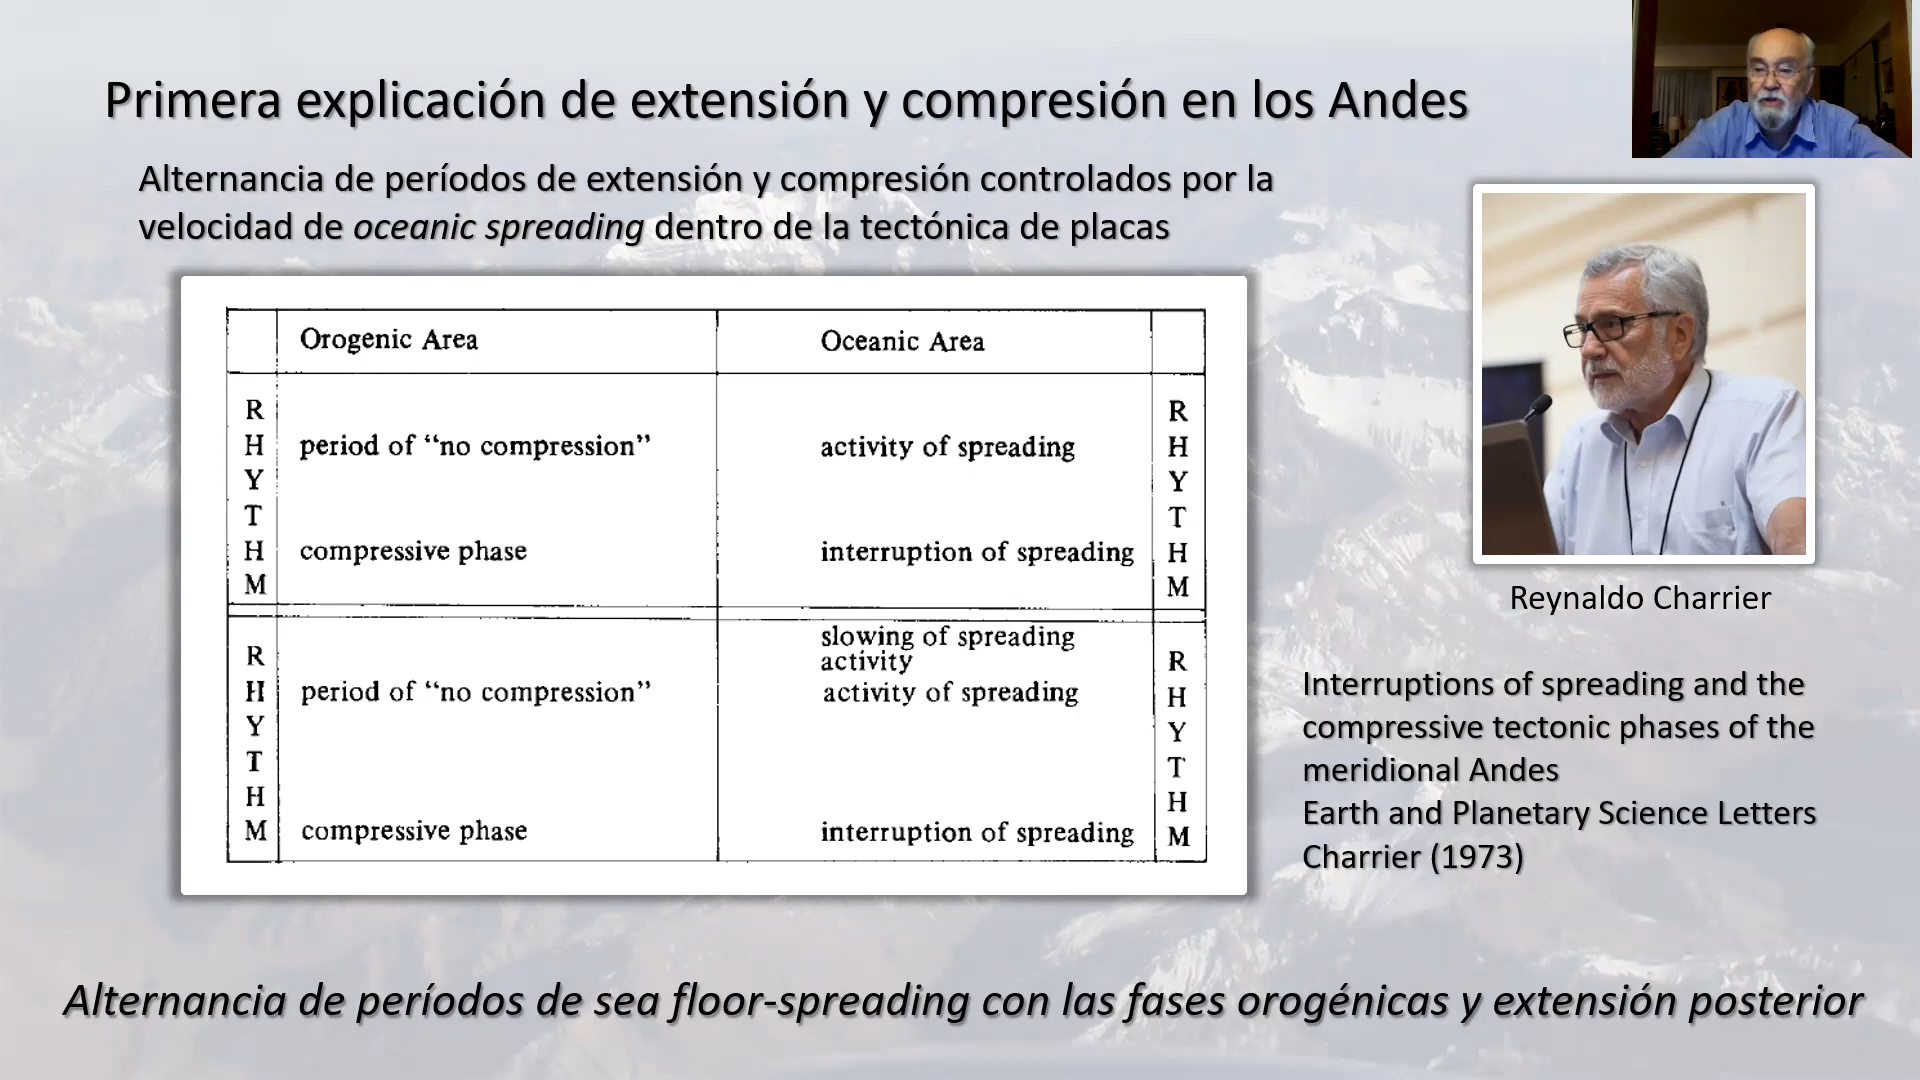 Primera explicación de extensión y compresión en los Andes
Alternancia de períodos de extensión y compresión controlados por la
velocidad de oceanic spreading dentro de la tectónica de placas
Orogenic Area
Oceanic Area
RHYTHM
period of “no compression”
activity of spreading
compressive phase
interruption of spreading
RHYTHM
RHYTHM
slowing of spreading
activity
period of “no compression”
activity of spreading
compressive phase
interruption of spreading
RHYTHM
Reynaldo Charrier
Interruptions of spreading and the
compressive tectonic phases of the
meridional Andes
Earth and Planetary Science Letters
Charrier (1973)
Alternancia de períodos de sea floor-spreading con las fases orogénicas y extensión posterior